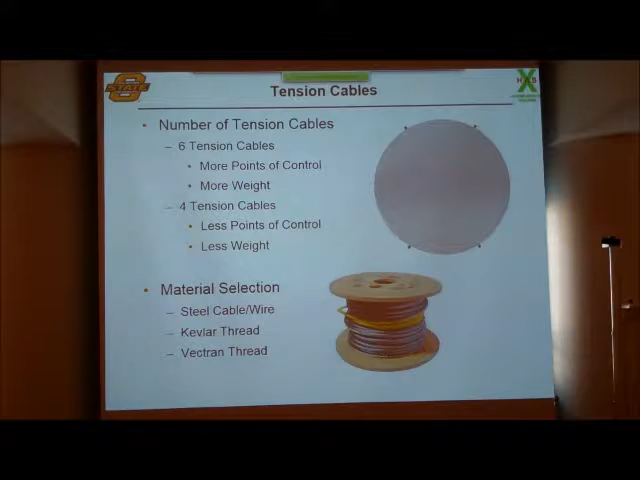 STATE
Tension Cables
• Number of Tension Cables
– 6 Tension Cables
• More Points of Control
• More Weight
– 4 Tension Cables
• Less Points of Control
• Less Weight
• Material Selection
– Steel Cable/Wire
– Kevlar Thread
– Vectran Thread